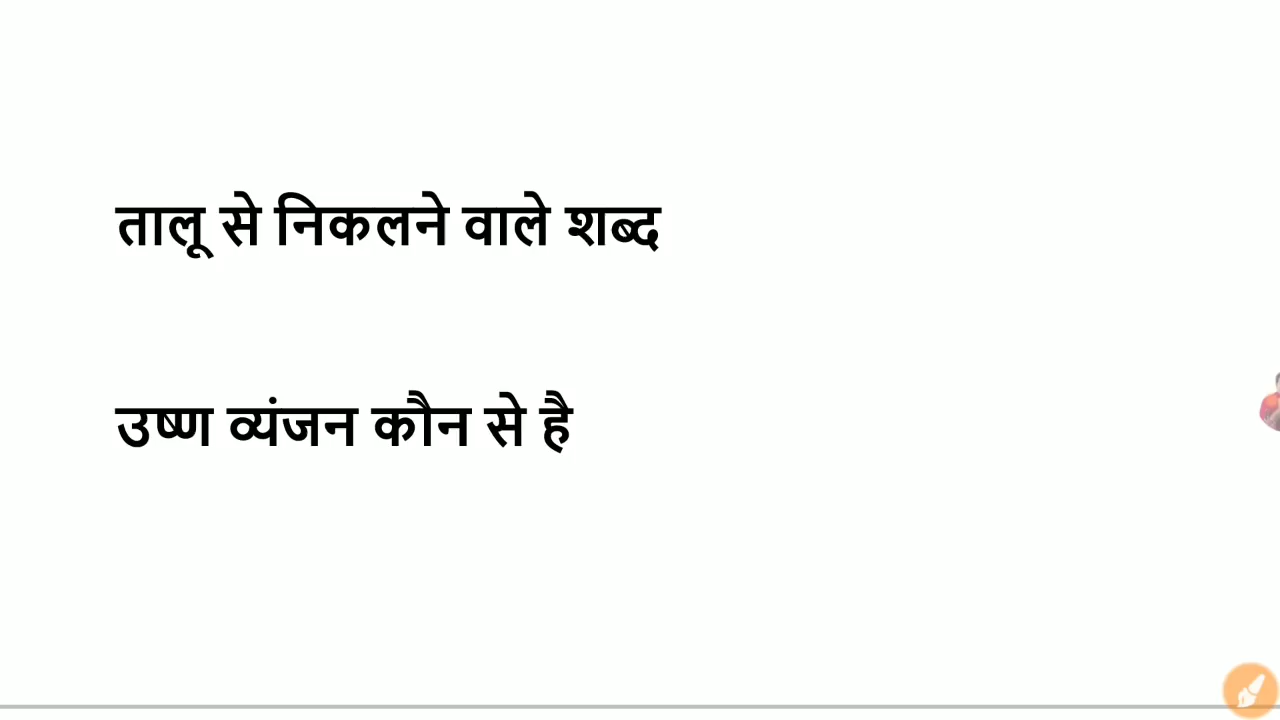 तालू से निकलने वाले शब्द
उष्ण व्यंजन कौन से है